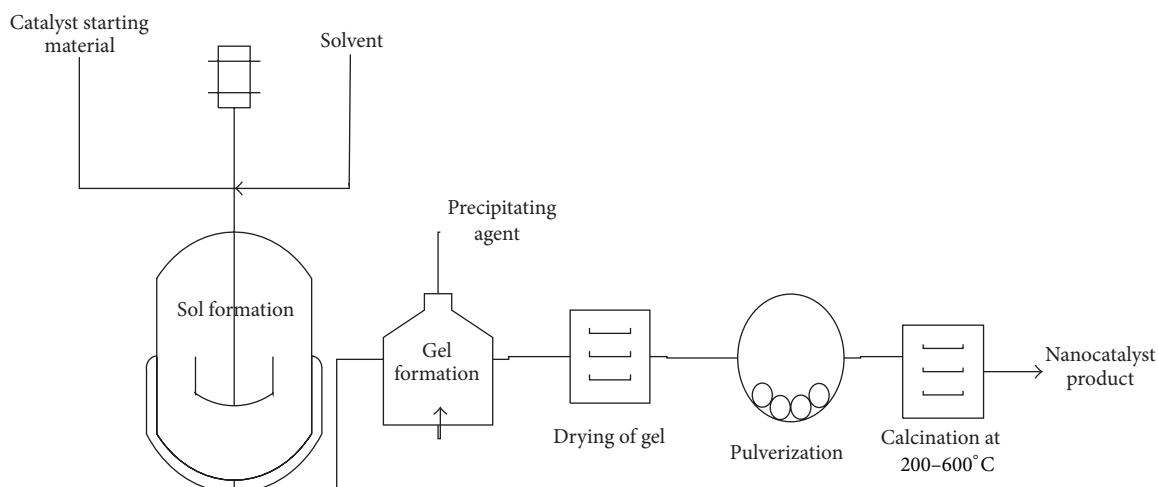 Catalyst starting
material
Solvent
Precipitating
agent
Sol formation
Gel
formation
Drying of gel
Pulverization
Calcination at
200–600°C
Nanocatalyst
product